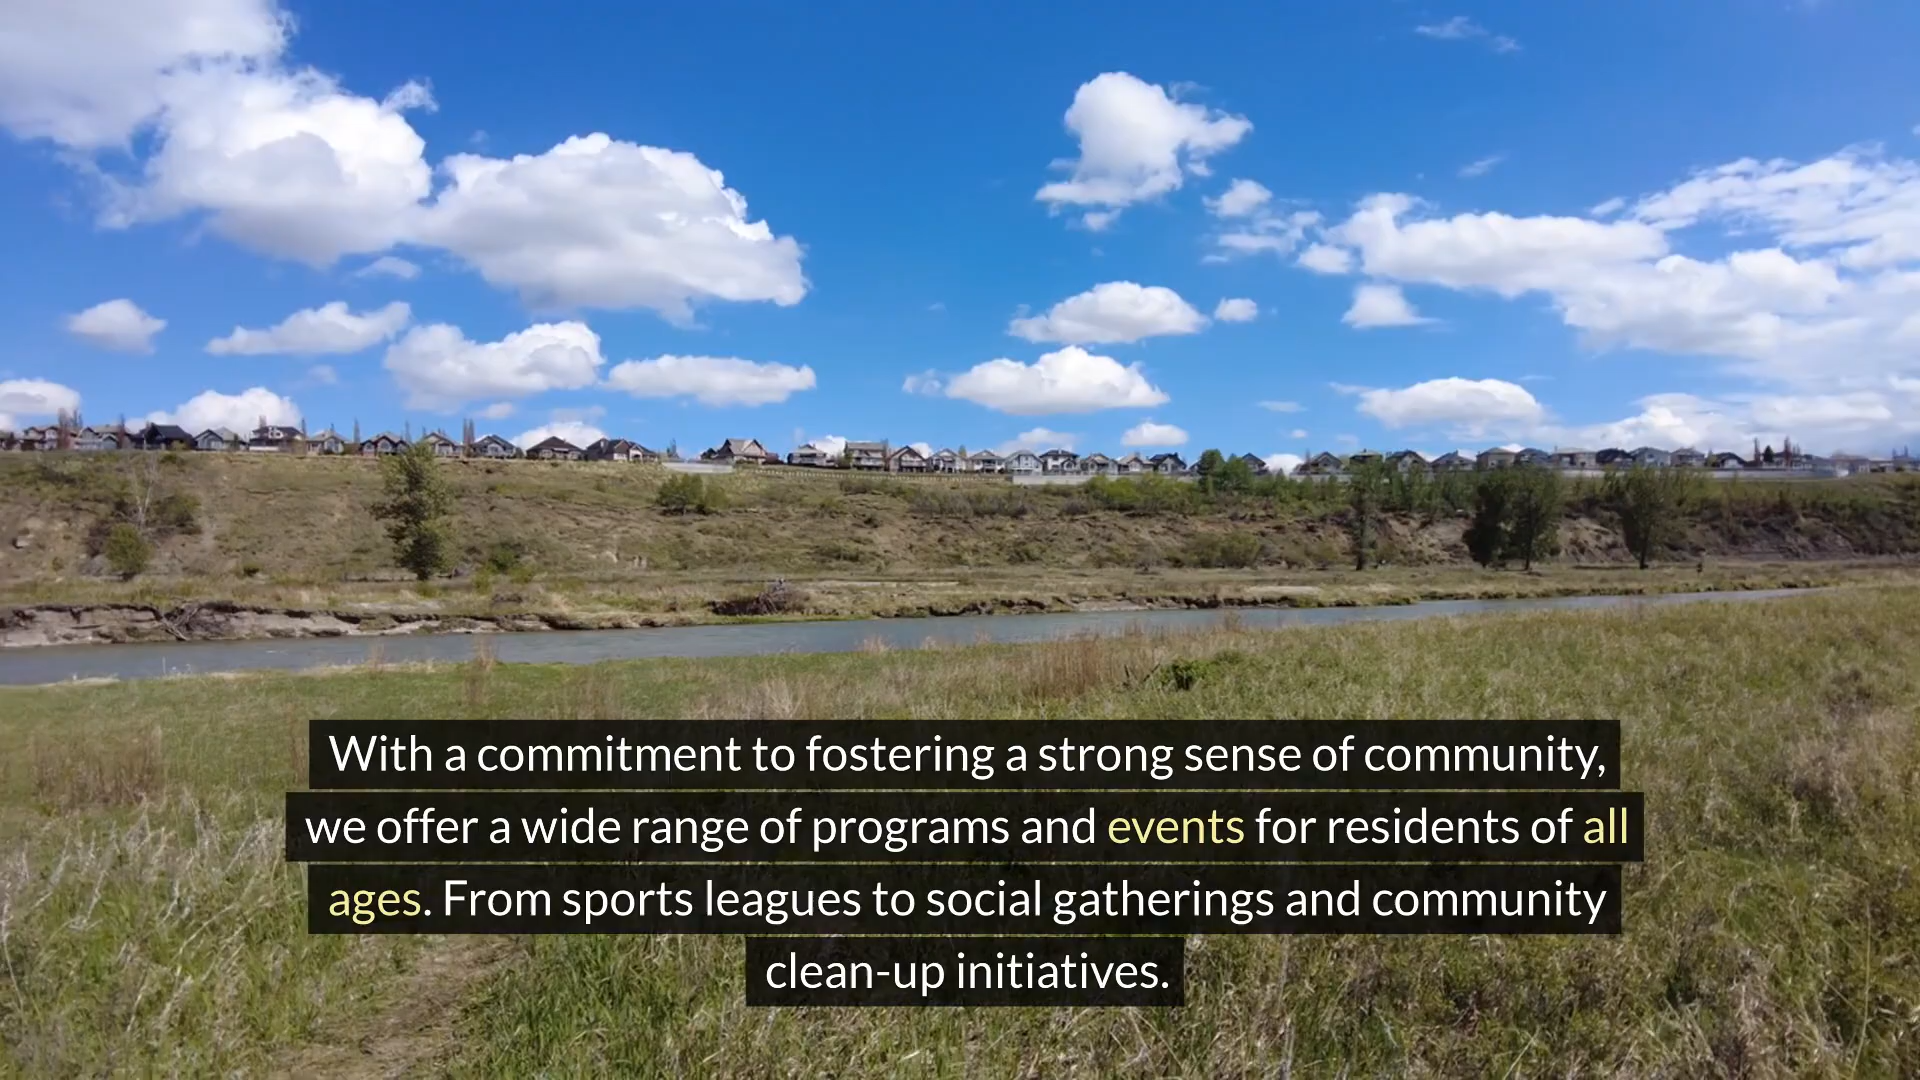 With a commitment to fostering a strong sense of community,
we offer a wide range of programs and events for residents of all
ages. From sports leagues to social gatherings and community
clean-up initiatives.